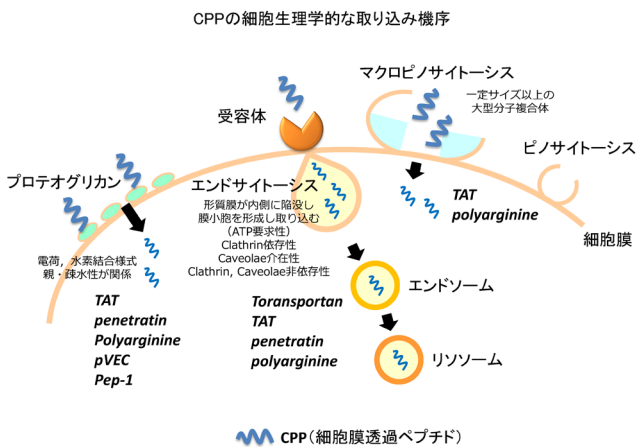 CPPの細胞生理学的な取り込み機序
マクロピノサイトーシス
一定サイズ以上の
大型分子複合体
受容体
ピノサイトーシス
プロテオグリカン
エンドサイトーシス
形質膜が内側に陥没し
膜小胞を形成し取り込む
（ATP要求性）
Clathrin依存性
Caveolae介在性
Clathrin, Caveolae非依存性
TAT
polyarginine
細胞膜
電荷，水素結合様式
親・疎水性が関係
TAT
penetratin
Polyarginine
pVEC
Pep-1
Toransportan
TAT
penetratin
polyarginine
エンドソーム
リソソーム
CPP（細胞膜透過ペプチド）